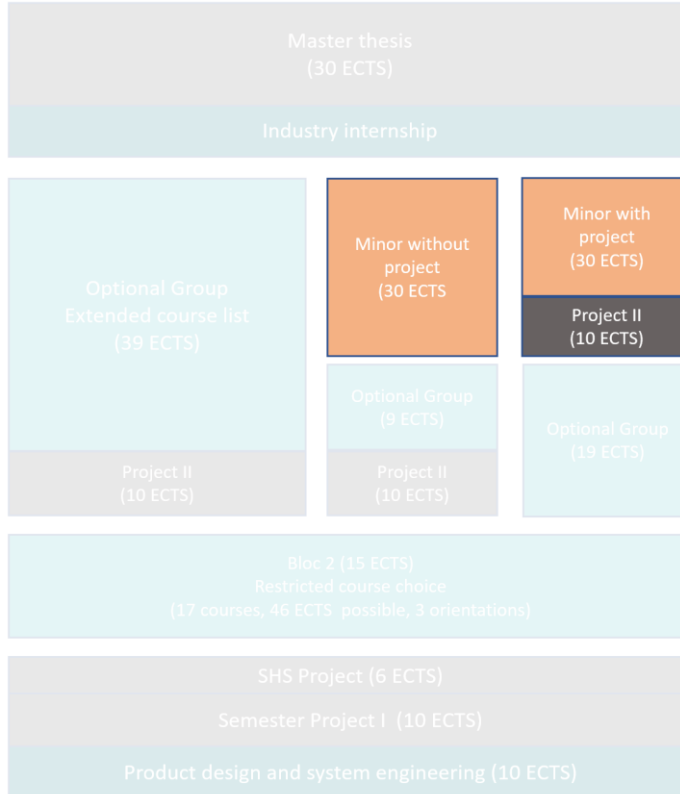 Master thesis
(30 ECTS)
Industry internship
Optional Group
Extended course list
(39 ECTS)
Project II
(10 ECTS)
Minor without
project
(30 ECTS
Optional Group
(9 ECTS)
Project II
(10 ECTS)
Minor with
project
(30 ECTS)
Project II
(10 ECTS)
Optional Group
(19 ECTS)
Bloc 2 (15 ECTS)
Restricted course choice
(17 courses, 46 ECTS possible, 3 orientations)
SHS Project (6 ECTS)
Semester Project I (10 ECTS)
Product design and system engineering (10 ECTS)